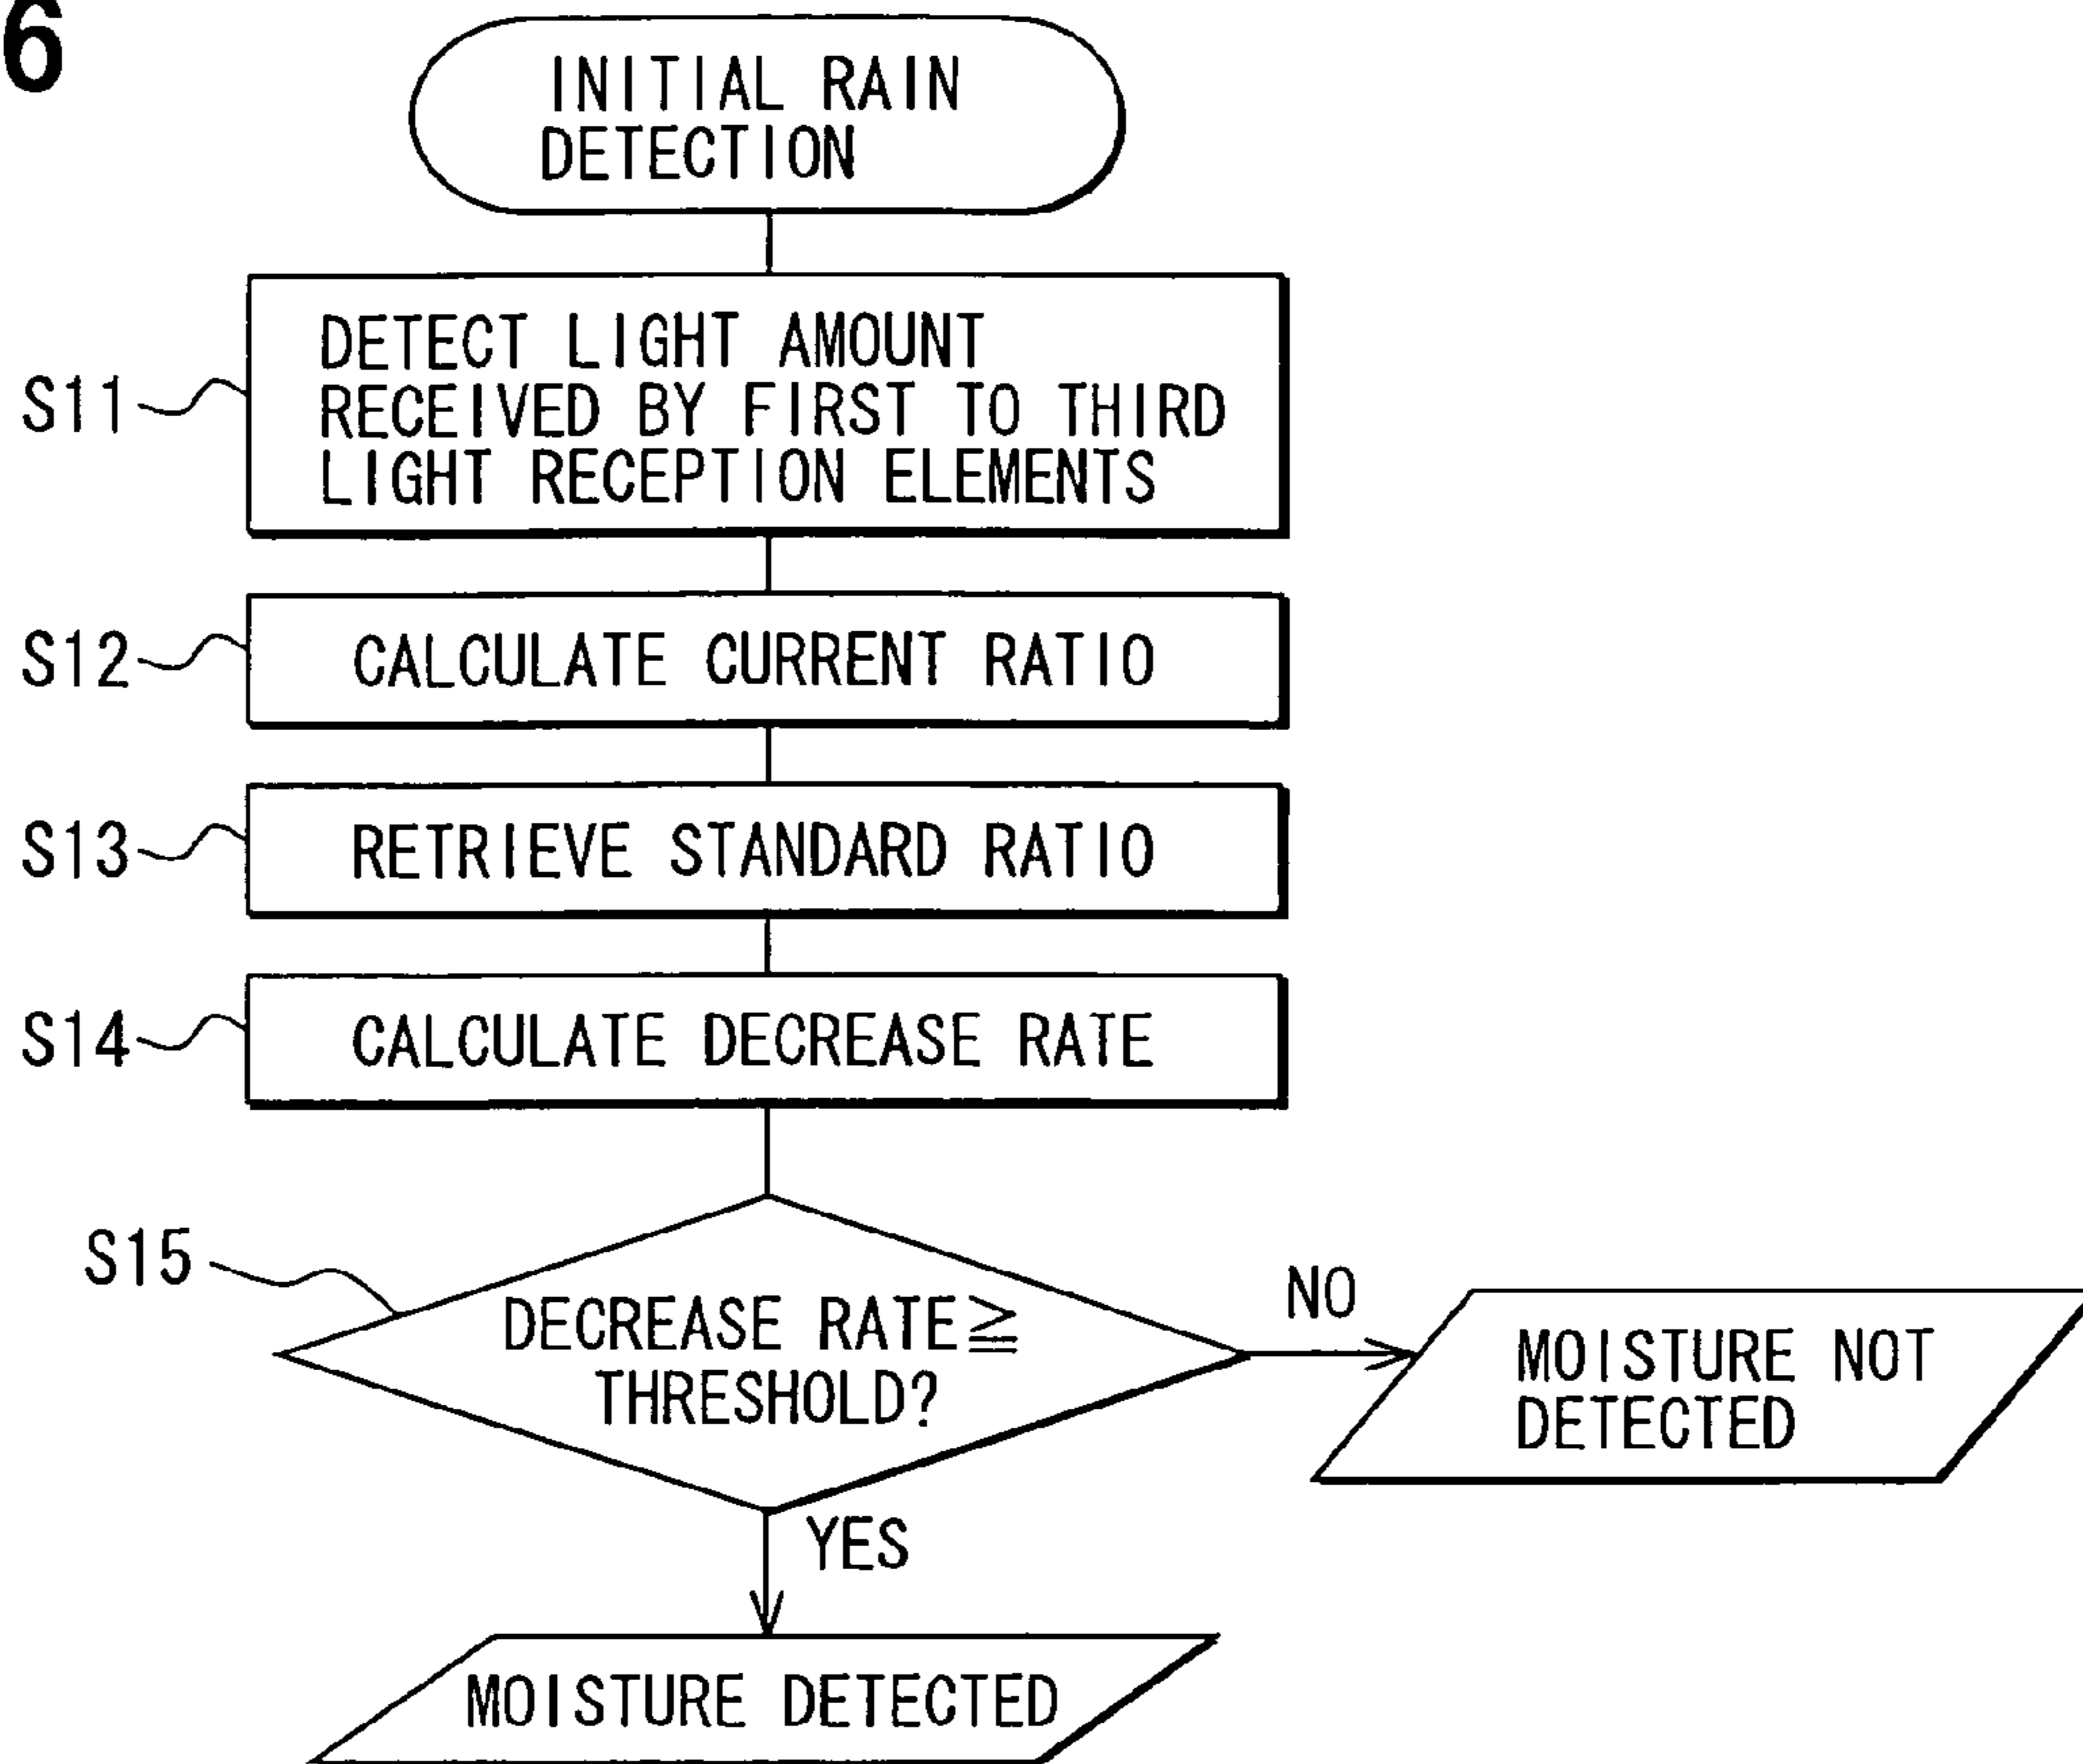 6
INITIAL RAIN
DETECTION
S11
DETECT LIGHT AMOUNT
RECEIVED BY FIRST TO THIRD
LIGHT RECEPTION ELEMENTS
S12
CALCULATE CURRENT RATIO
S13
RETRIEVE STANDARD RATIO
S14
CALCULATE DECREASE RATE
S15
DECREASE RATE≧
THRESHOLD?
NO
MOISTURE NOT
DETECTED
YES
MOISTURE DETECTED